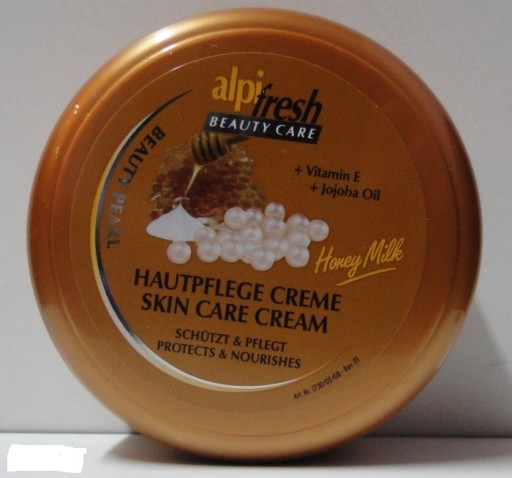 alpifresh
BEAUTY CARE
BEAUTY PEARL
+ Vitamin E
+ Jojoba Oil
Honey Milk
HAUTPFLEGE CREME
SKIN CARE CREAM
SCHÜTZT & PFLEGT
PROTECTS & NOURISHES